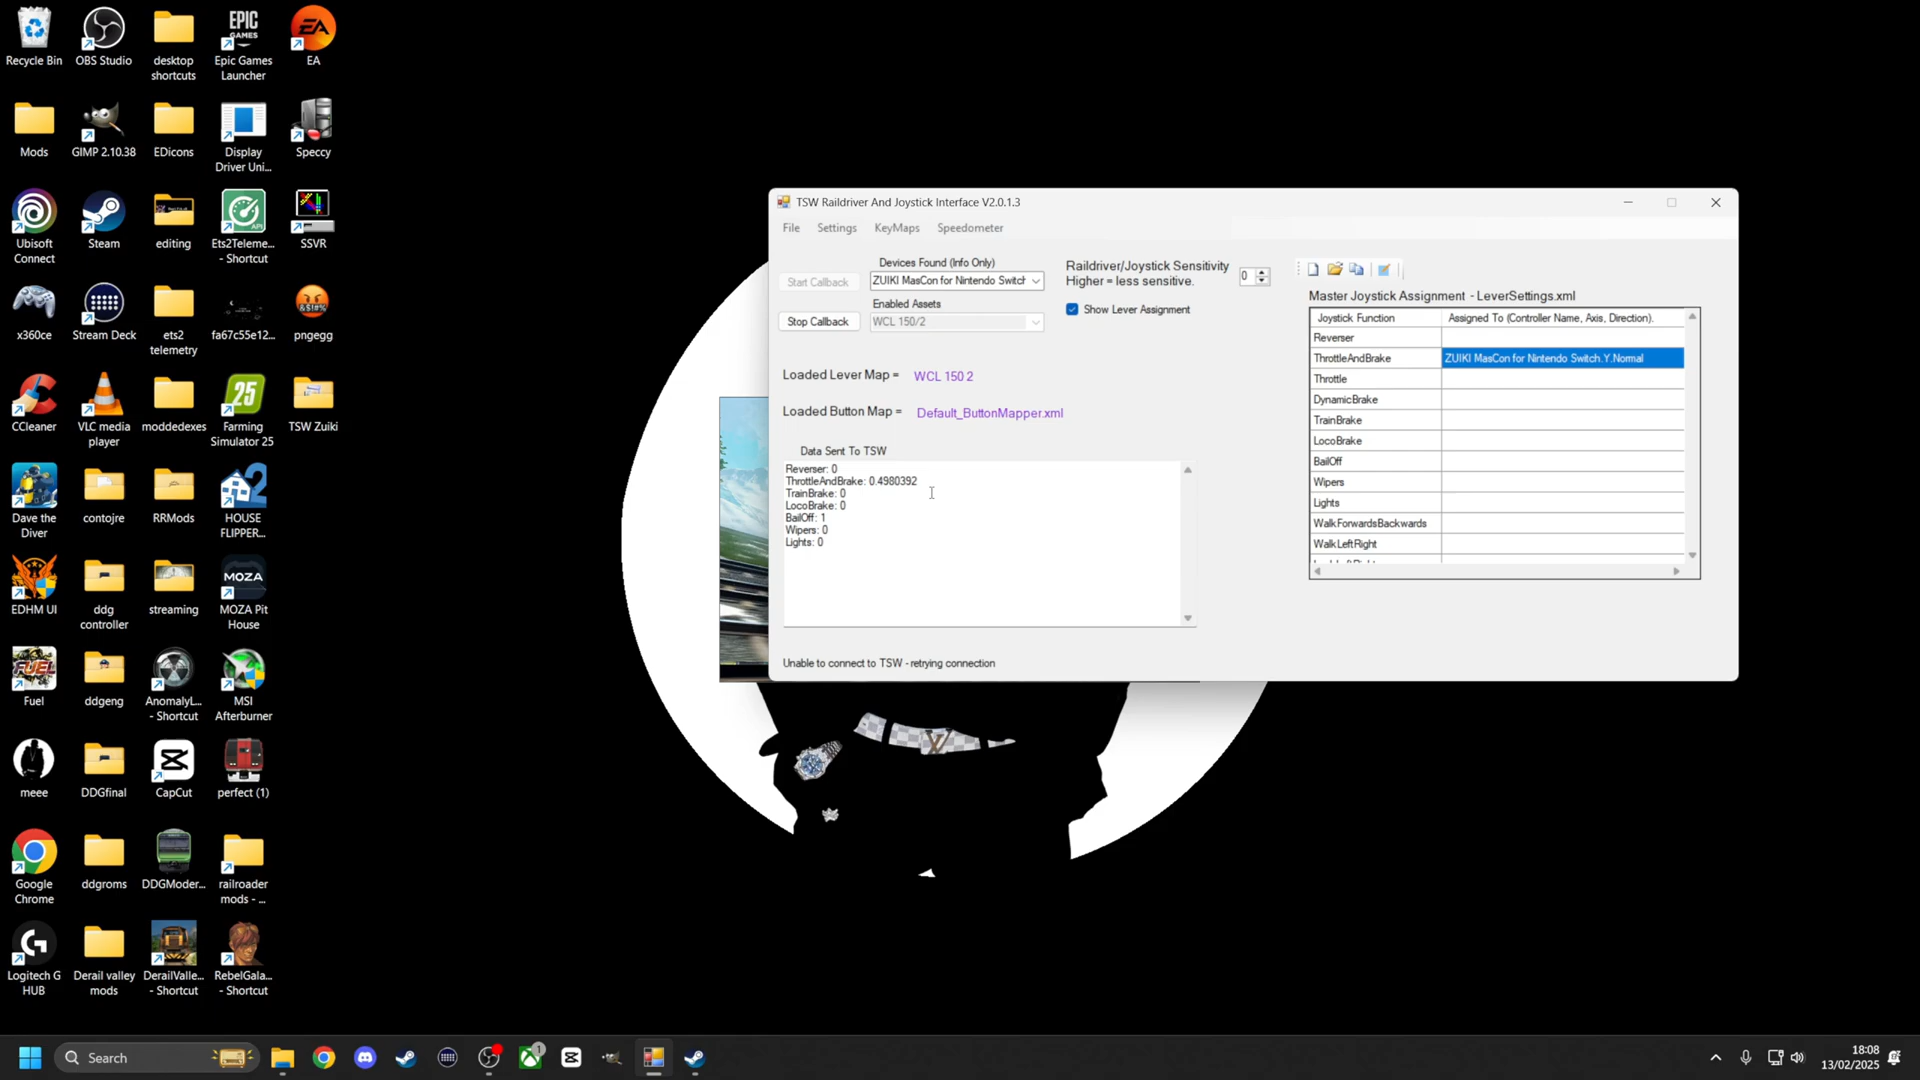 Recycle Bin
OBS Studio
desktop
shortcuts
EPIC
GAMES
Epic Games
Launcher
EA
EA
Mods
GIMP 2.10.38
EDicons
Display
Driver Uni...
Speccy
Ubisoft
Connect
Steam
editing
API
Ets2Teleme...
- Shortcut
SSVR
x360ce
Stream Deck
ets2
telemetry
fa67c55e12...
pngegg
CCleaner
VLC media
player
moddedexes
25
Farming
Simulator 25
TSW Zuiki
Dave the
Diver
contojre
RRMods
HOUSE
FLIPPER...
EDHM UI
ddg
controller
streaming
MOZA
MOZA Pit
House
FUEL
Fuel
ddgeng
AnomalyL...
- Shortcut
MSI
Afterburner
meee
DDGfinal
CapCut
perfect (1)
Google
Chrome
ddgroms
DDGModer...
railroader
mods - ...
Logitech G
HUB
Derail valley
mods
DerailValle...
- Shortcut
RebelGala...
- Shortcut
TSW Raildriver And Joystick Interface V2.0.1.3
File Settings KeyMaps Speedometer
Start Callback
Stop Callback
Devices Found (Info Only)
ZUIKI MasCon for Nintendo Switch
Enabled Assets
WCL 150/2
Raildriver/Joystick Sensitivity
Higher = less sensitive.
0
Show Lever Assignment
Loaded Lever Map = WCL 150 2
Loaded Button Map = Default_ButtonMapper.xml
Data Sent To TSW
Reverser: 0
ThrottleAndBrake: 0.4980392
TrainBrake: 0
LocoBrake: 0
BailOff: 1
Wipers: 0
Lights: 0
Unable to connect to TSW - retrying connection
Master Joystick Assignment - LeverSettings.xml
Joystick Function Assigned To (Controller Name, Axis, Direction).
Reverser
ThrottleAndBrake ZUIKI MasCon for Nintendo Switch.Y.Normal
Throttle
DynamicBrake
TrainBrake
LocoBrake
BailOff
Wipers
Lights
WalkForwardsBackwards
WalkLeftRight
Search
1
18:08
13/02/2025